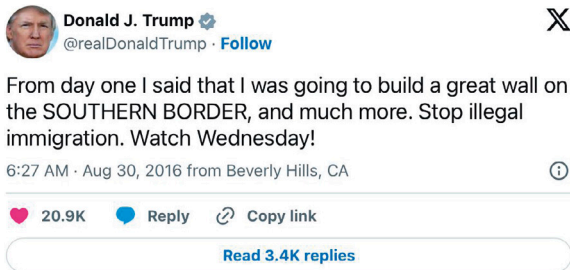 Donald J. Trump
@realDonaldTrump · Follow
From day one I said that I was going to build a great wall on
the SOUTHERN BORDER, and much more. Stop illegal
immigration. Watch Wednesday!
6:27 AM · Aug 30, 2016 from Beverly Hills, CA
20.9K Reply Copy link
Read 3.4K replies